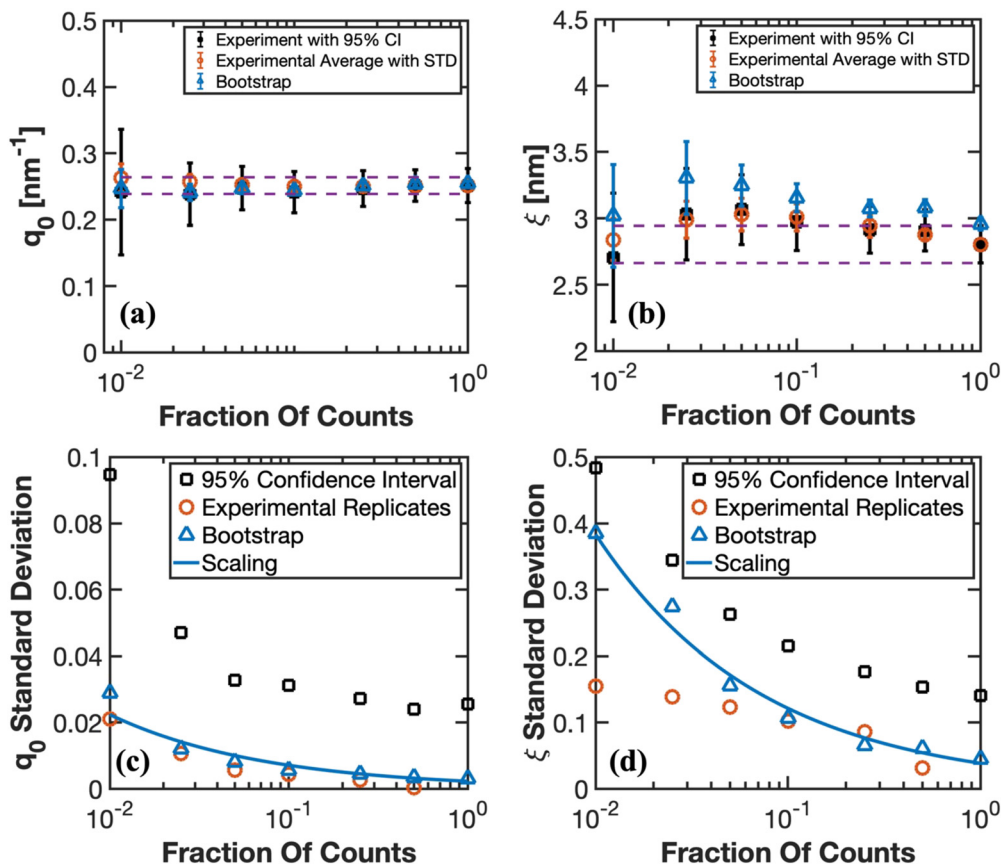 0.5
0.4
0.3
0.2
0.1
0
q₀ [nm⁻¹]
Experiment with 95% CI
Experimental Average with STD
Bootstrap
(a)
10⁻²
10⁻¹
10⁰
Fraction Of Counts
4.5
4
3.5
3
2.5
2
ξ [nm]
Experiment with 95% CI
Experimental Average with STD
Bootstrap
(b)
10⁻²
10⁻¹
10⁰
Fraction Of Counts
0.1
0.08
0.06
0.04
0.02
0
q₀ Standard Deviation
95% Confidence Interval
Experimental Replicates
Bootstrap
Scaling
(c)
10⁻²
10⁻¹
10⁰
Fraction Of Counts
0.5
0.4
0.3
0.2
0.1
0
ξ Standard Deviation
95% Confidence Interval
Experimental Replicates
Bootstrap
Scaling
(d)
10⁻²
10⁻¹
10⁰
Fraction Of Counts